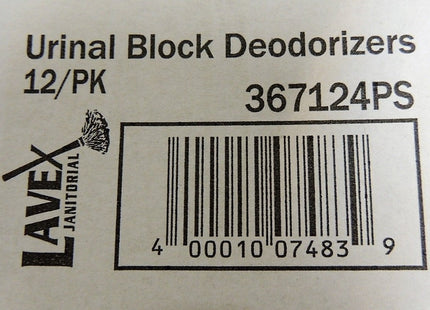 Urinal Block Deodorizers
12/PK
367124PS
LAVEX
JANITORIAL
4 00010 07483 9